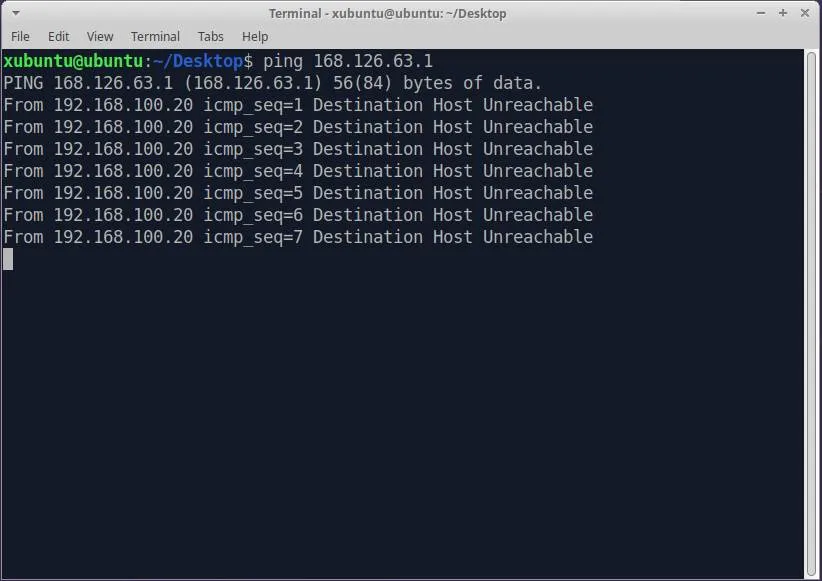 Terminal - xubuntu@ubuntu: ~/Desktop
File Edit View Terminal Tabs Help
xubuntu@ubuntu:~/Desktop$ ping 168.126.63.1
PING 168.126.63.1 (168.126.63.1) 56(84) bytes of data.
From 192.168.100.20 icmp_seq=1 Destination Host Unreachable
From 192.168.100.20 icmp_seq=2 Destination Host Unreachable
From 192.168.100.20 icmp_seq=3 Destination Host Unreachable
From 192.168.100.20 icmp_seq=4 Destination Host Unreachable
From 192.168.100.20 icmp_seq=5 Destination Host Unreachable
From 192.168.100.20 icmp_seq=6 Destination Host Unreachable
From 192.168.100.20 icmp_seq=7 Destination Host Unreachable